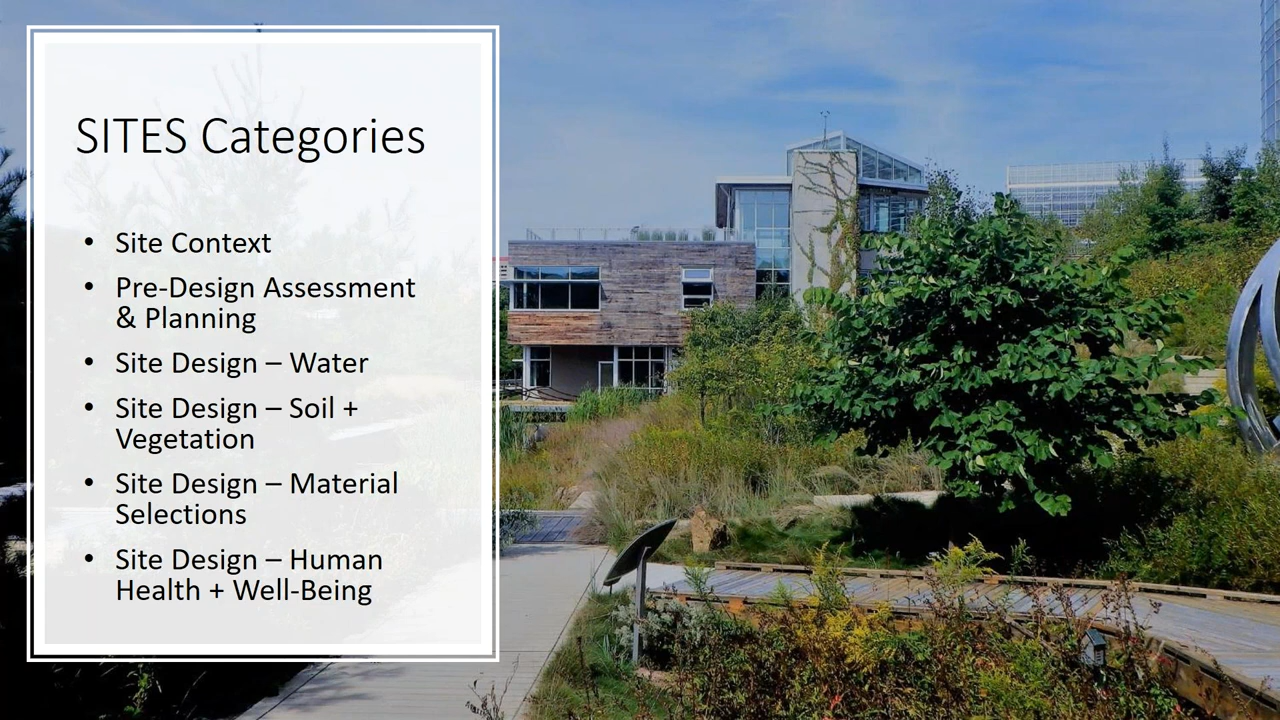 SITES Categories
• Site Context
• Pre-Design Assessment
& Planning
• Site Design – Water
• Site Design – Soil +
Vegetation
• Site Design – Material
Selections
• Site Design – Human
Health + Well-Being